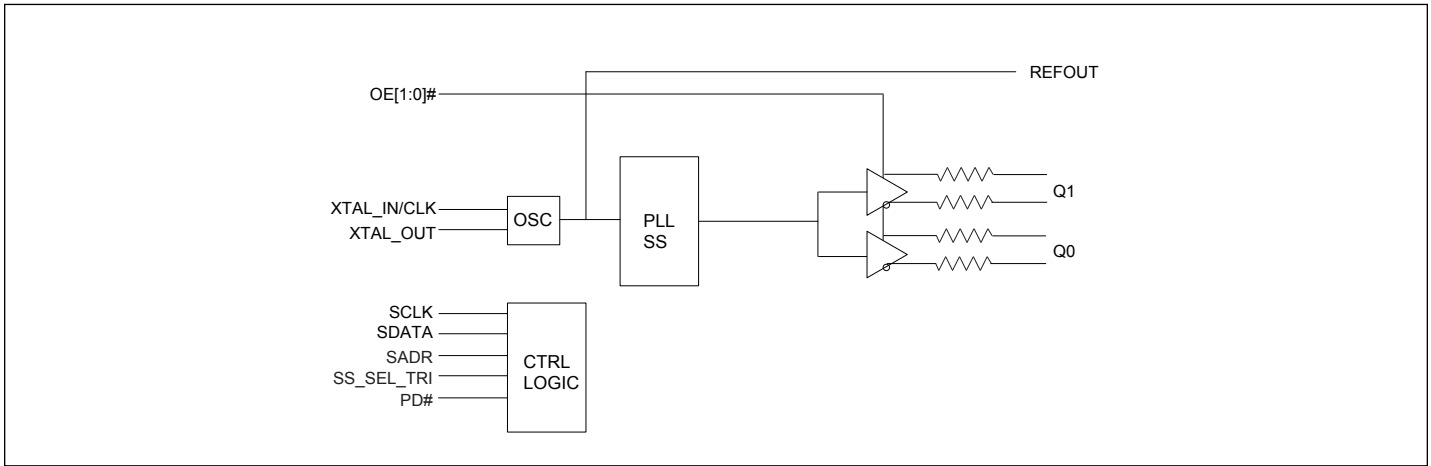 REFOUT
OE[1:0]#
XTAL_IN/CLK
XTAL_OUT
OSC
PLL
SS
Q1
Q0
SCLK
SDATA
SADR
SS_SEL_TRI
PD#
CTRL
LOGIC